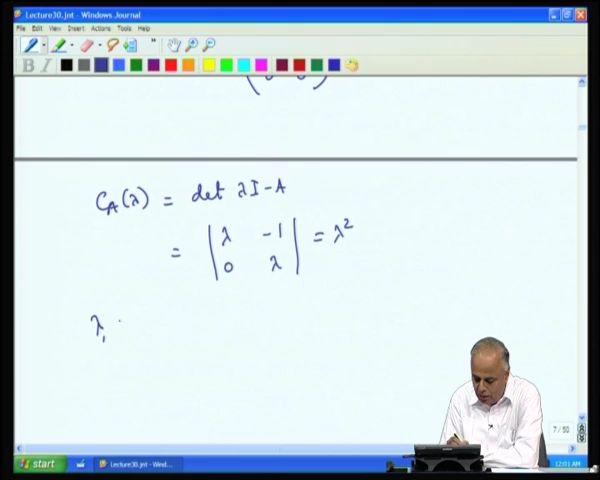 Lecture30.jnt - Windows Journal
File Edit View Insert Actions Tools Help
B I
C_A(λ) = det λI-A
= | λ -1 | = λ²
| 0 λ |
λ₁
7 / 50
start Lecture30.jnt - Wind... 12:01 AM